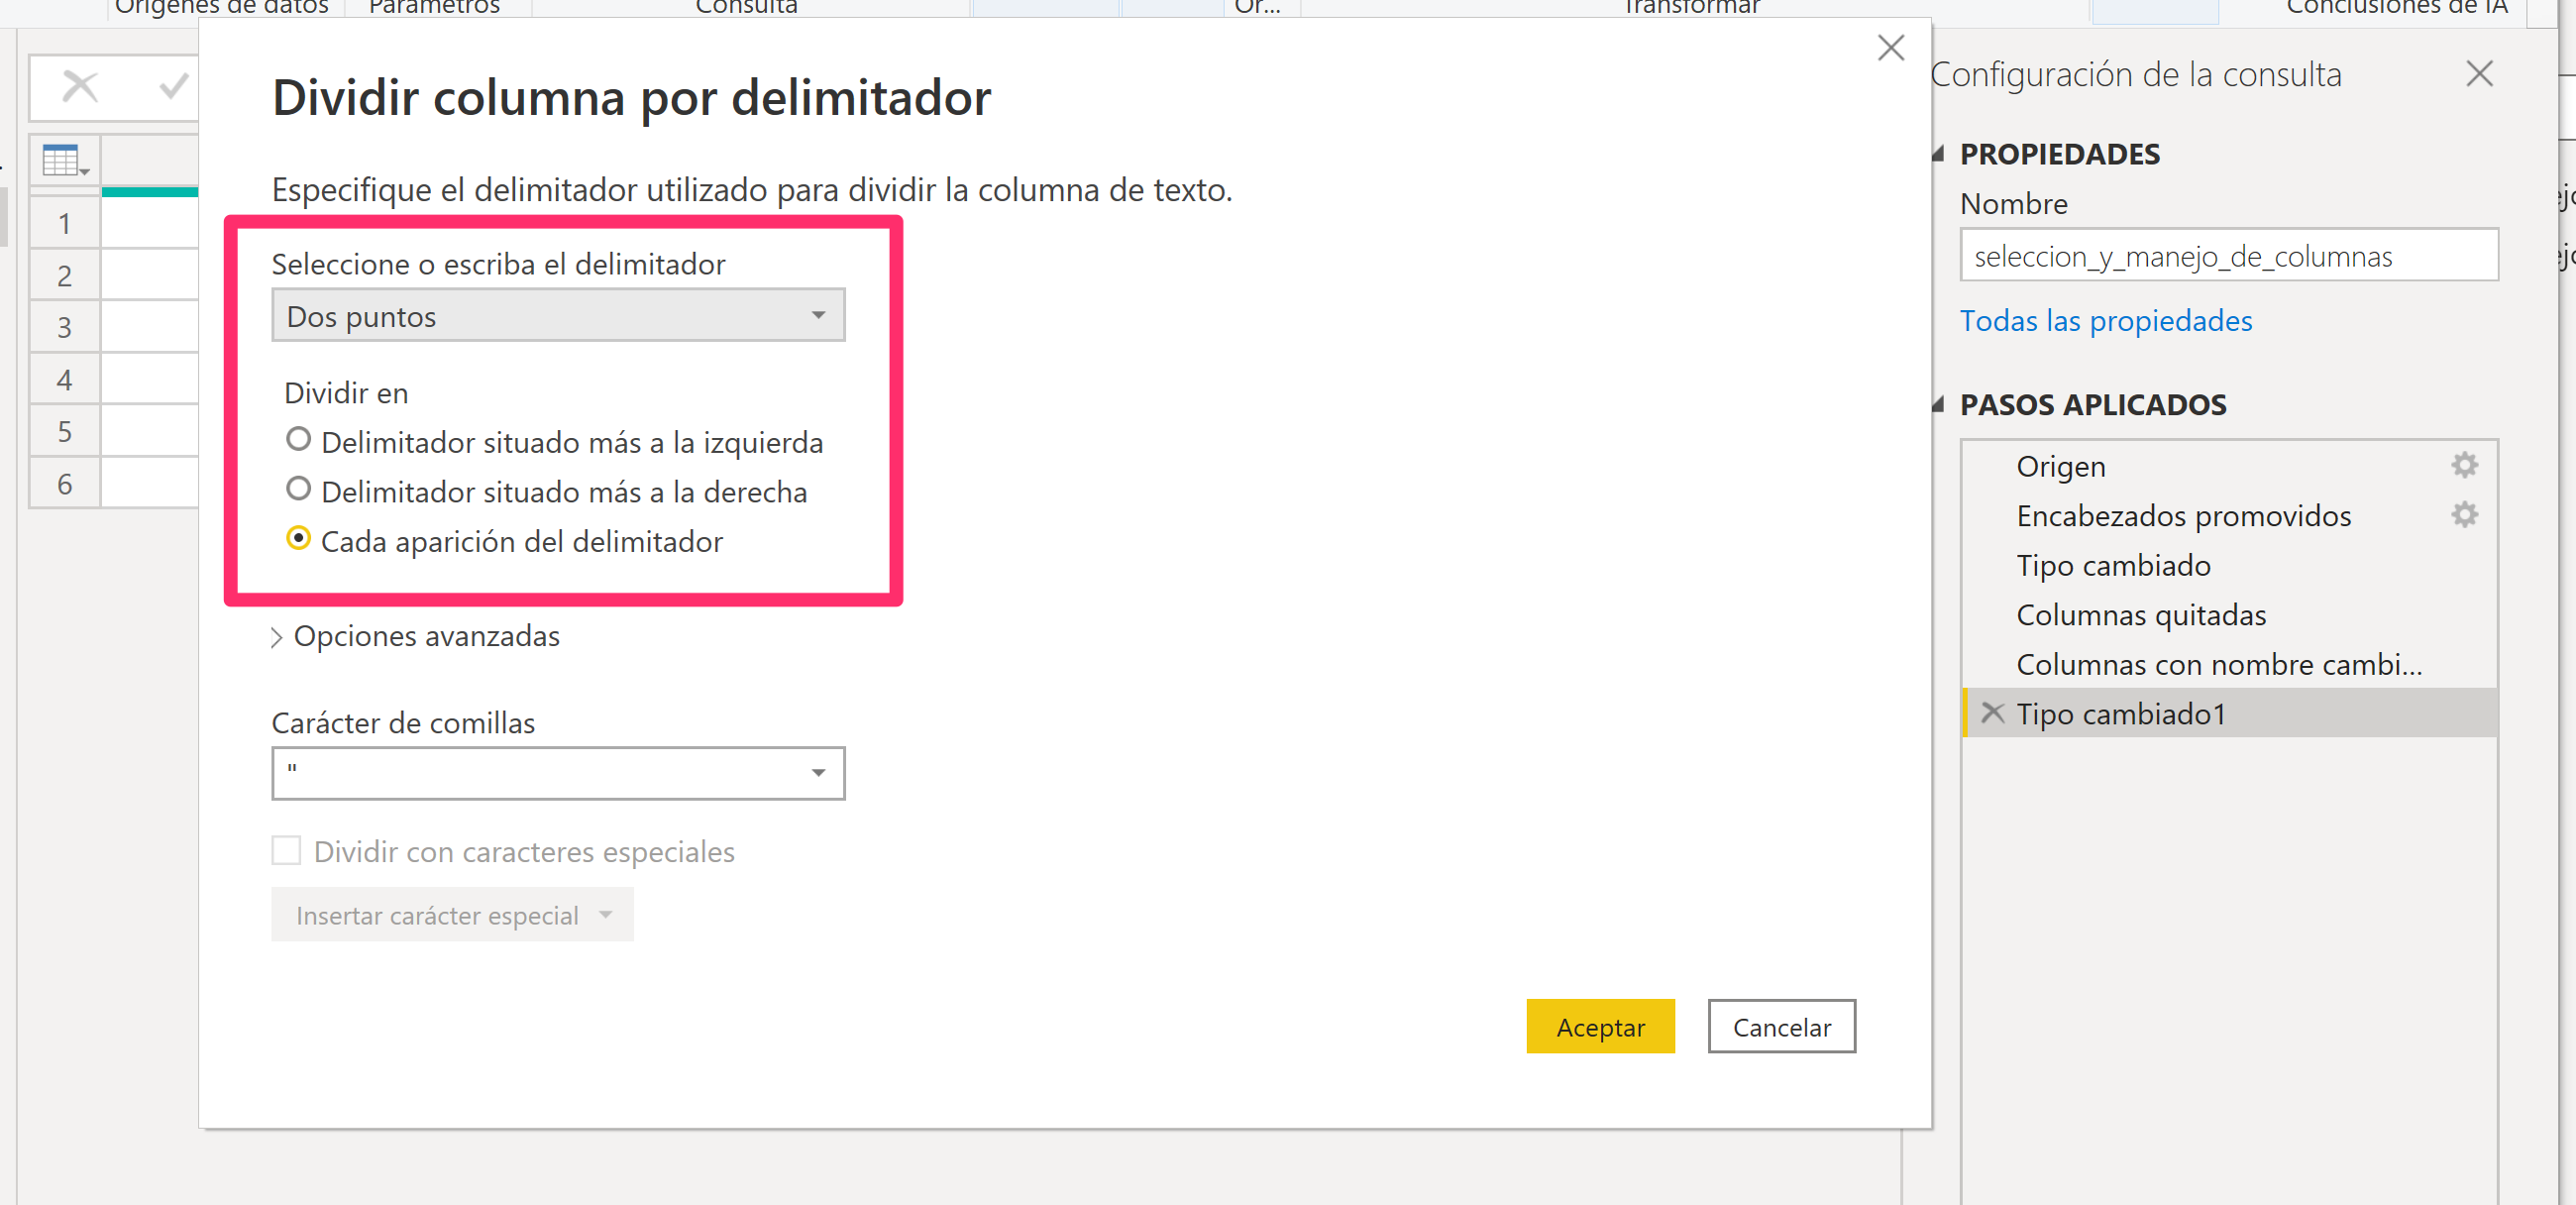 Orígenes de datos
Parámetros
Consulta
Or...
Transformar
Conclusiones de IA
Dividir columna por delimitador
Especifique el delimitador utilizado para dividir la columna de texto.
Seleccione o escriba el delimitador
Dos puntos
Dividir en
Delimitador situado más a la izquierda
Delimitador situado más a la derecha
Cada aparición del delimitador
Opciones avanzadas
Carácter de comillas
"
Dividir con caracteres especiales
Insertar carácter especial
Aceptar
Cancelar
1
2
3
4
5
6
Configuración de la consulta
PROPIEDADES
Nombre
seleccion_y_manejo_de_columnas
Todas las propiedades
PASOS APLICADOS
Origen
Encabezados promovidos
Tipo cambiado
Columnas quitadas
Columnas con nombre cambi...
Tipo cambiado1